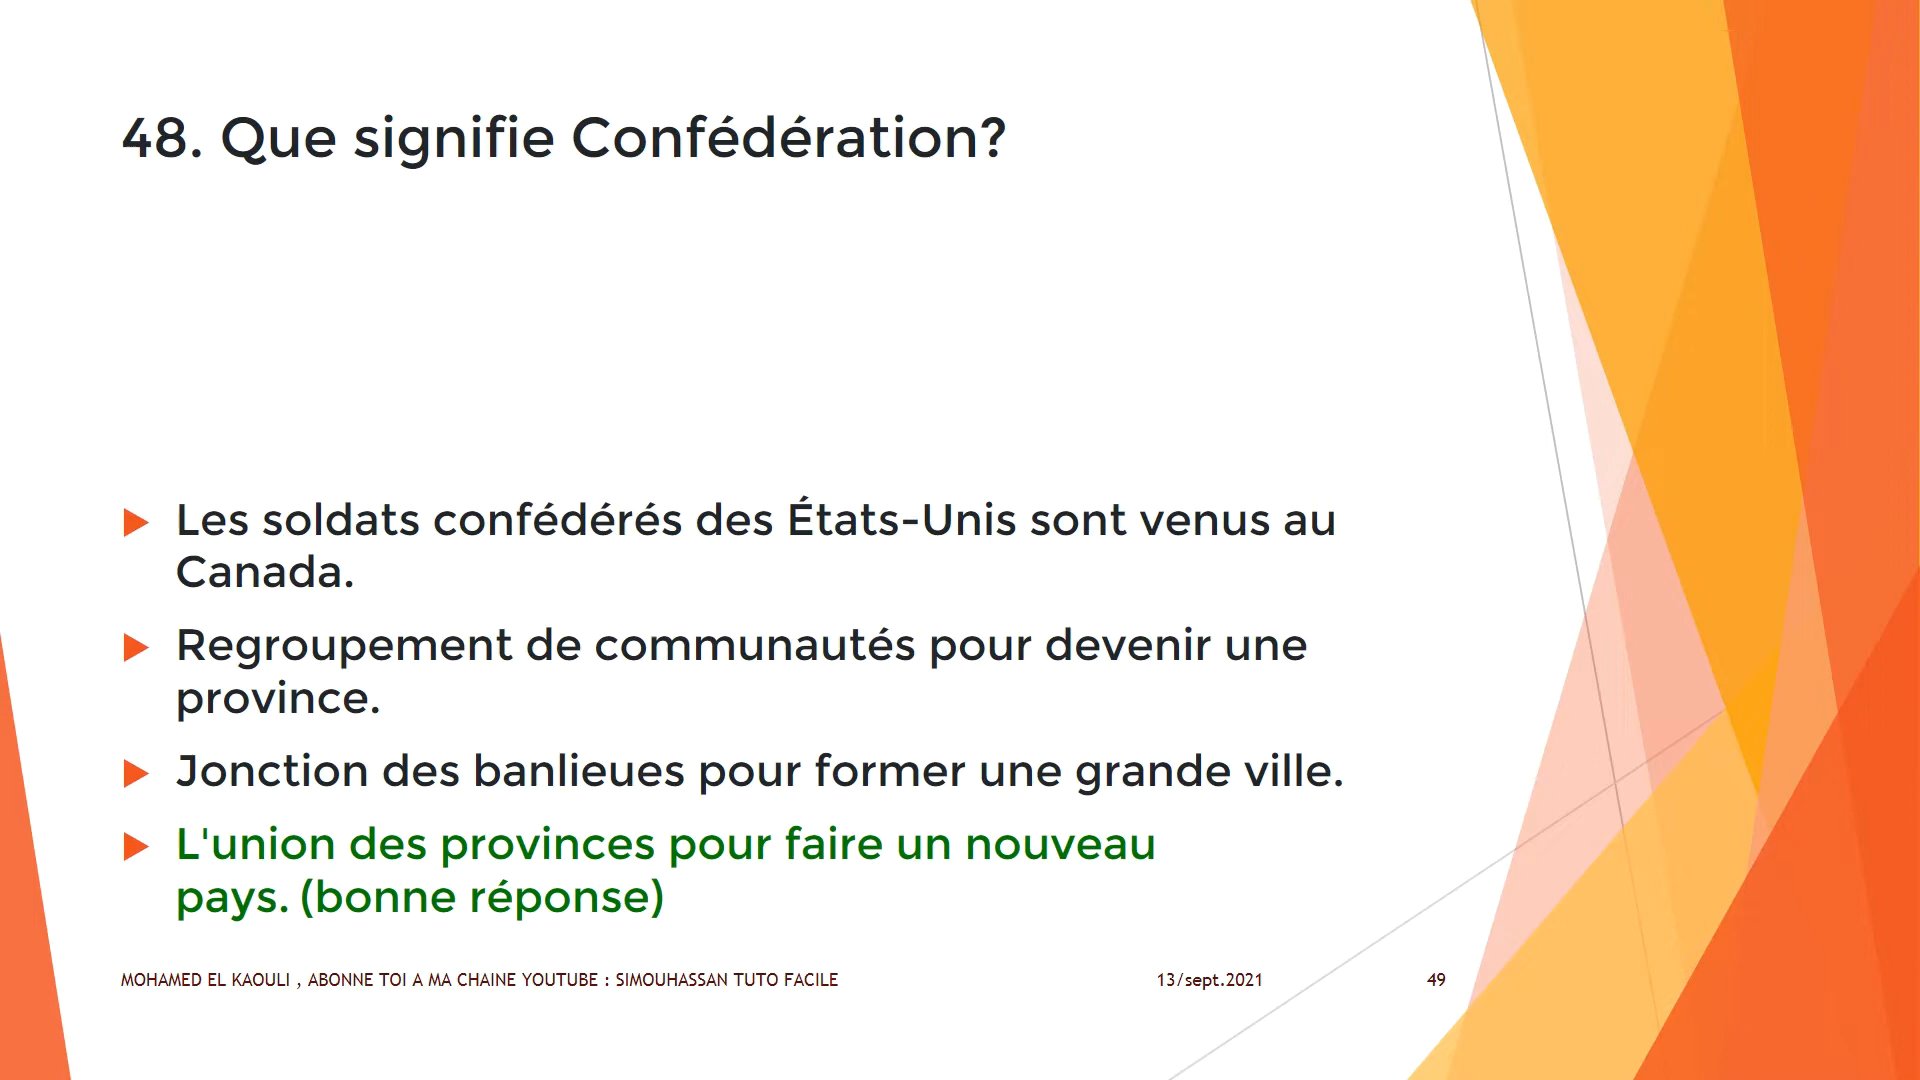 48. Que signifie Confédération?
Les soldats confédérés des États-Unis sont venus au
Canada.
Regroupement de communautés pour devenir une
province.
Jonction des banlieues pour former une grande ville.
L'union des provinces pour faire un nouveau
pays. (bonne réponse)
MOHAMED EL KAOULI , ABONNE TOI A MA CHAINE YOUTUBE : SIMOUHASSAN TUTO FACILE 13/sept.2021 49